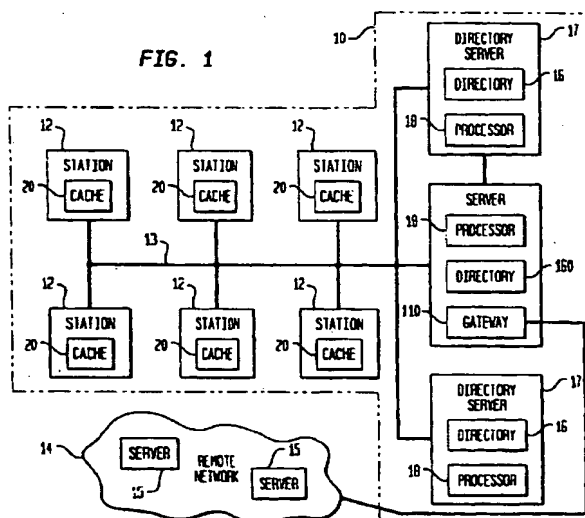 FIG. 1
10
17
DIRECTORY
SERVER
16
DIRECTORY
18
PROCESSOR
12
12
12
STATION
STATION
STATION
20
CACHE
20
CACHE
20
CACHE
13
SERVER
19
PROCESSOR
160
DIRECTORY
110
GATEWAY
12
12
12
STATION
STATION
STATION
20
CACHE
20
CACHE
20
CACHE
17
DIRECTORY
SERVER
16
DIRECTORY
18
PROCESSOR
14
SERVER
15
REMOTE
NETWORK
15
SERVER